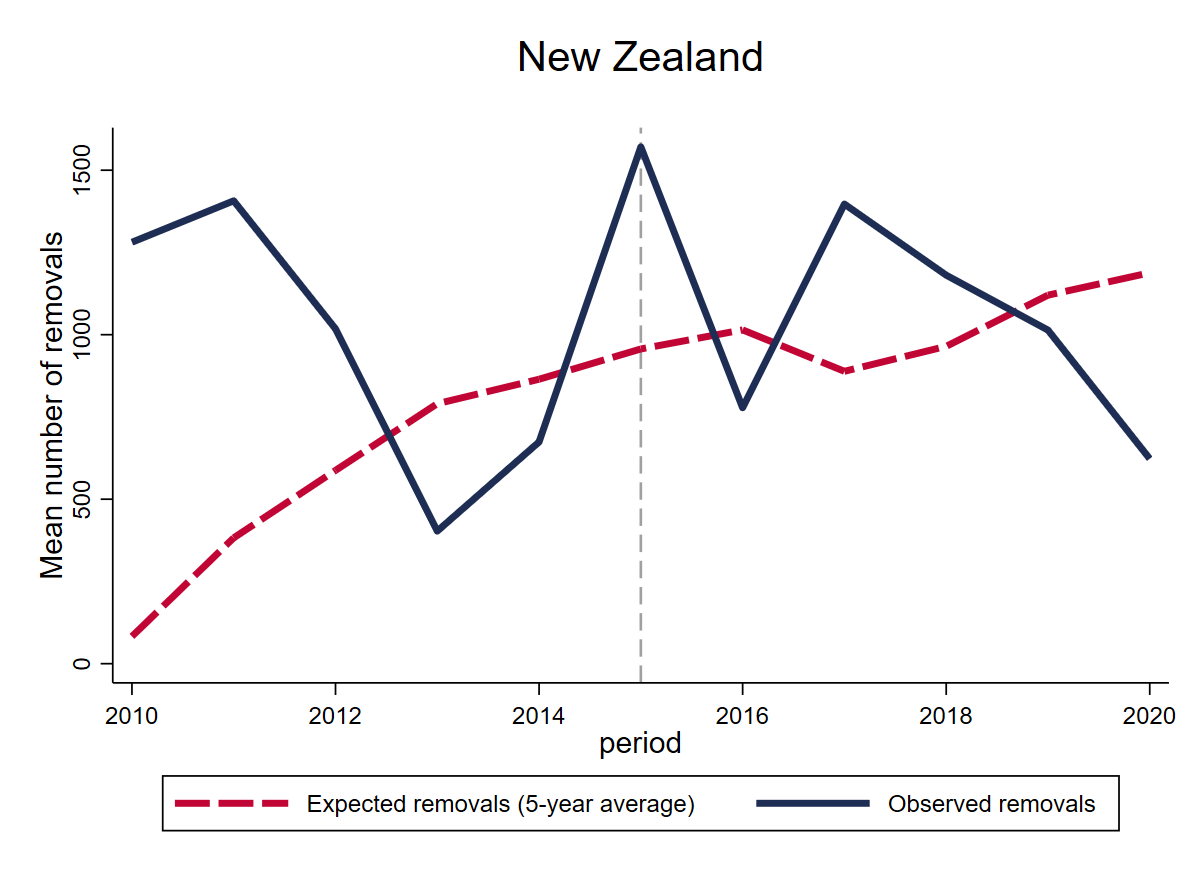 New Zealand
Mean number of removals
1500
1000
500
0
2010 2012 2014 2016 2018 2020
period
Expected removals (5-year average) Observed removals